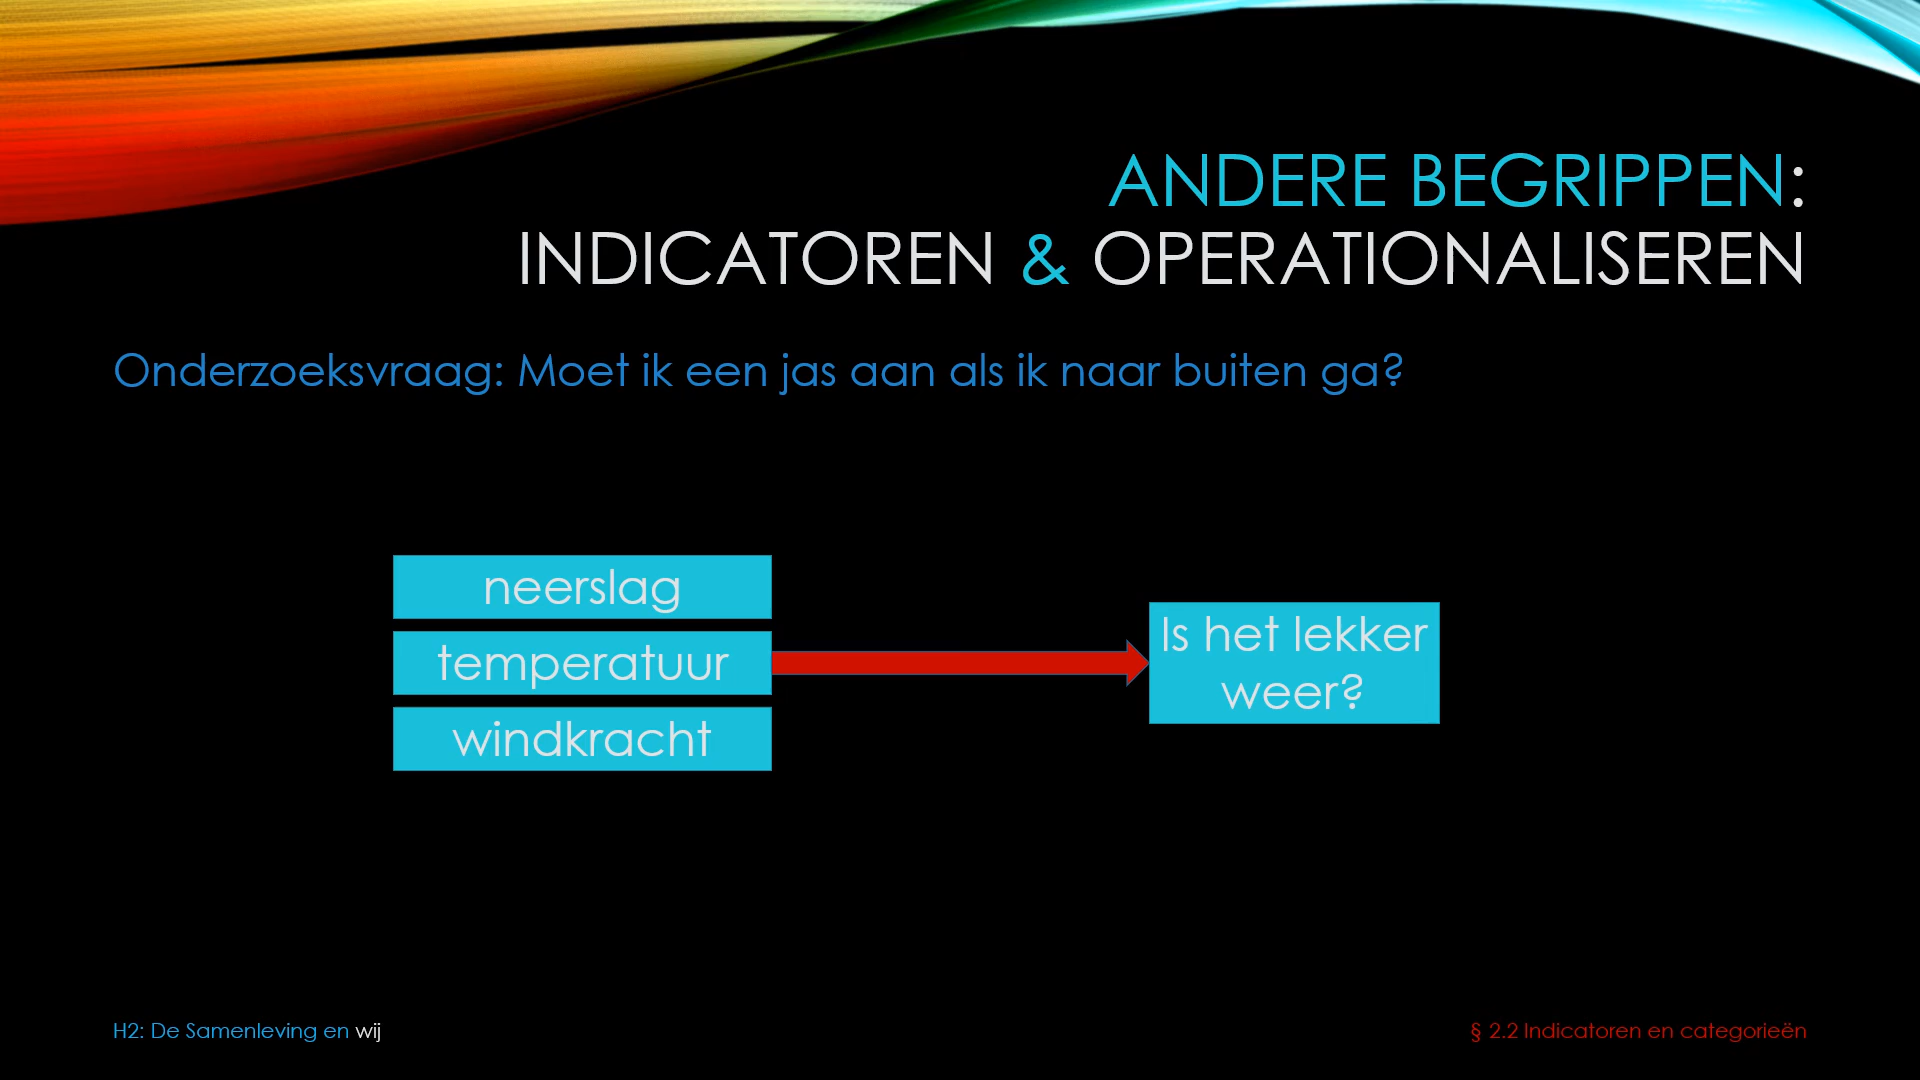 ANDERE BEGRIPPEN:
INDICATOREN & OPERATIONALISEREN
Onderzoeksvraag: Moet ik een jas aan als ik naar buiten ga?
neerslag
temperatuur
windkracht
Is het lekker
weer?
H2: De Samenleving en wij
§ 2.2 Indicatoren en categorieën